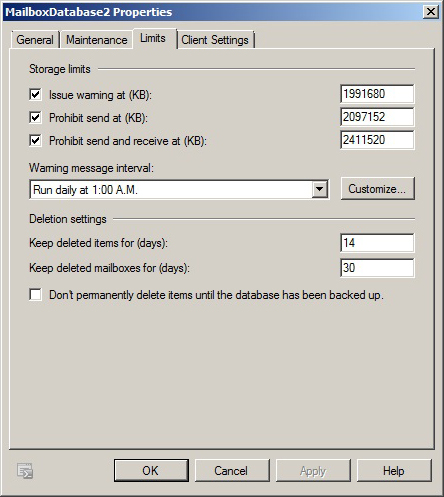 MailboxDatabase2 Properties
General Maintenance Limits Client Settings
Storage limits
Issue warning at (KB): 1991680
Prohibit send at (KB): 2097152
Prohibit send and receive at (KB): 2411520
Warning message interval:
Run daily at 1:00 A.M. Customize...
Deletion settings
Keep deleted items for (days): 14
Keep deleted mailboxes for (days): 30
Don't permanently delete items until the database has been backed up.
OK Cancel Apply Help